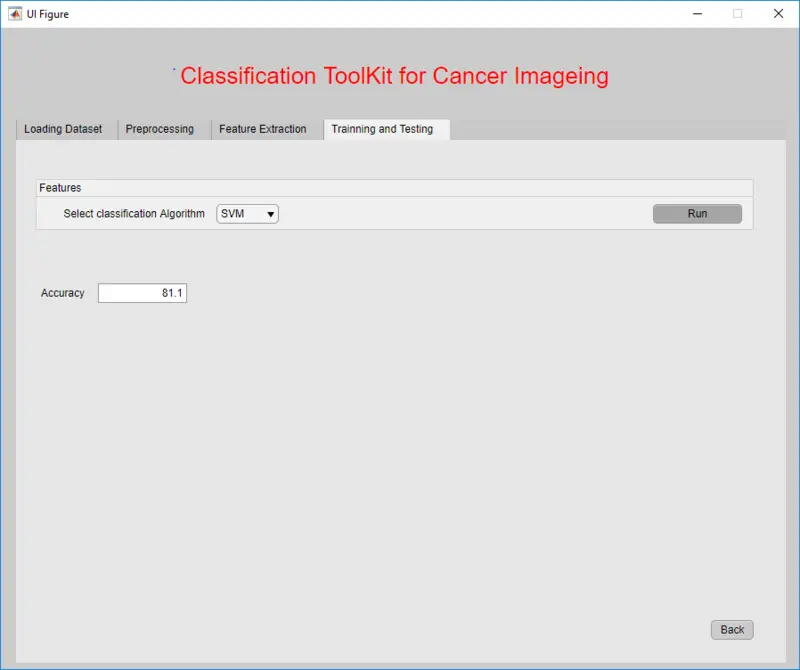 UI Figure
Classification ToolKit for Cancer Imageing
Loading Dataset Preprocessing Feature Extraction Trainning and Testing
Features
Select classification Algorithm SVM Run
Accuracy 81.1
Back